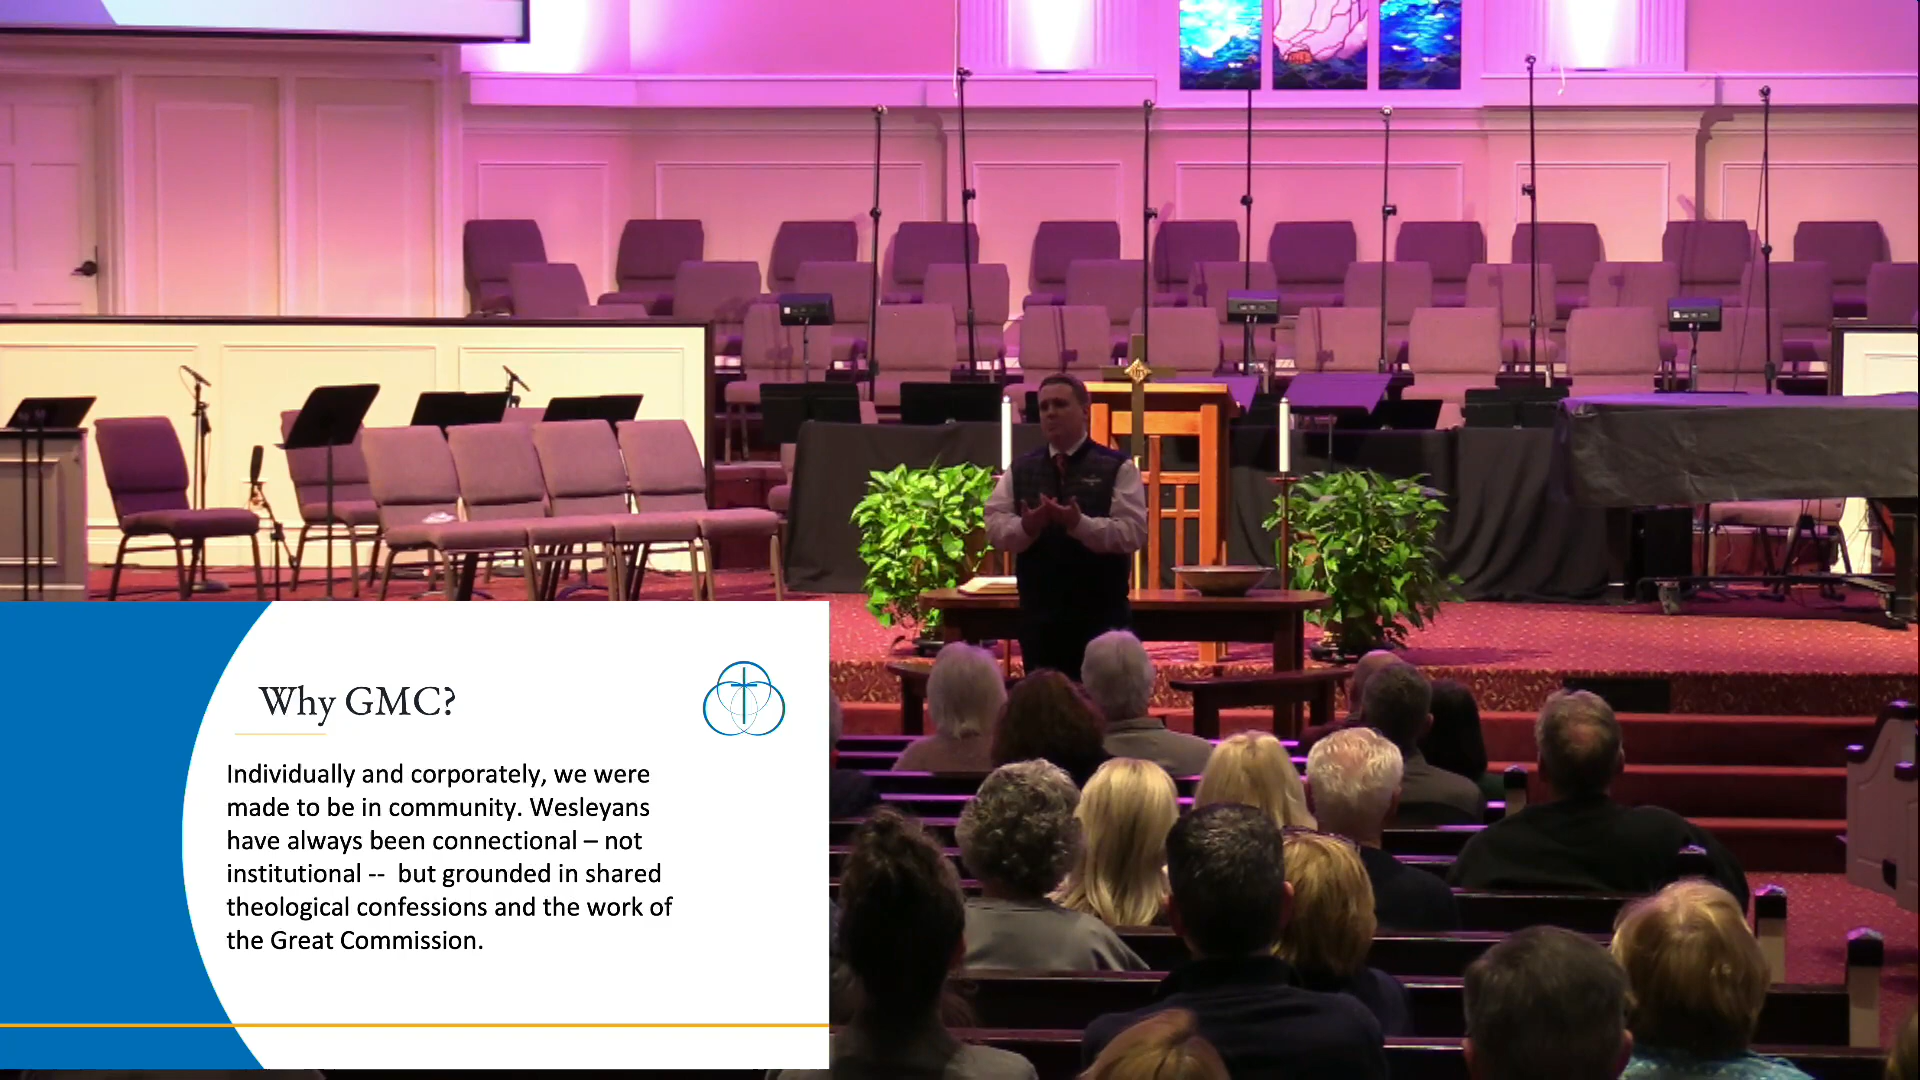 Why GMC?
Individually and corporately, we were
made to be in community. Wesleyans
have always been connectional – not
institutional --  but grounded in shared
theological confessions and the work of
the Great Commission.